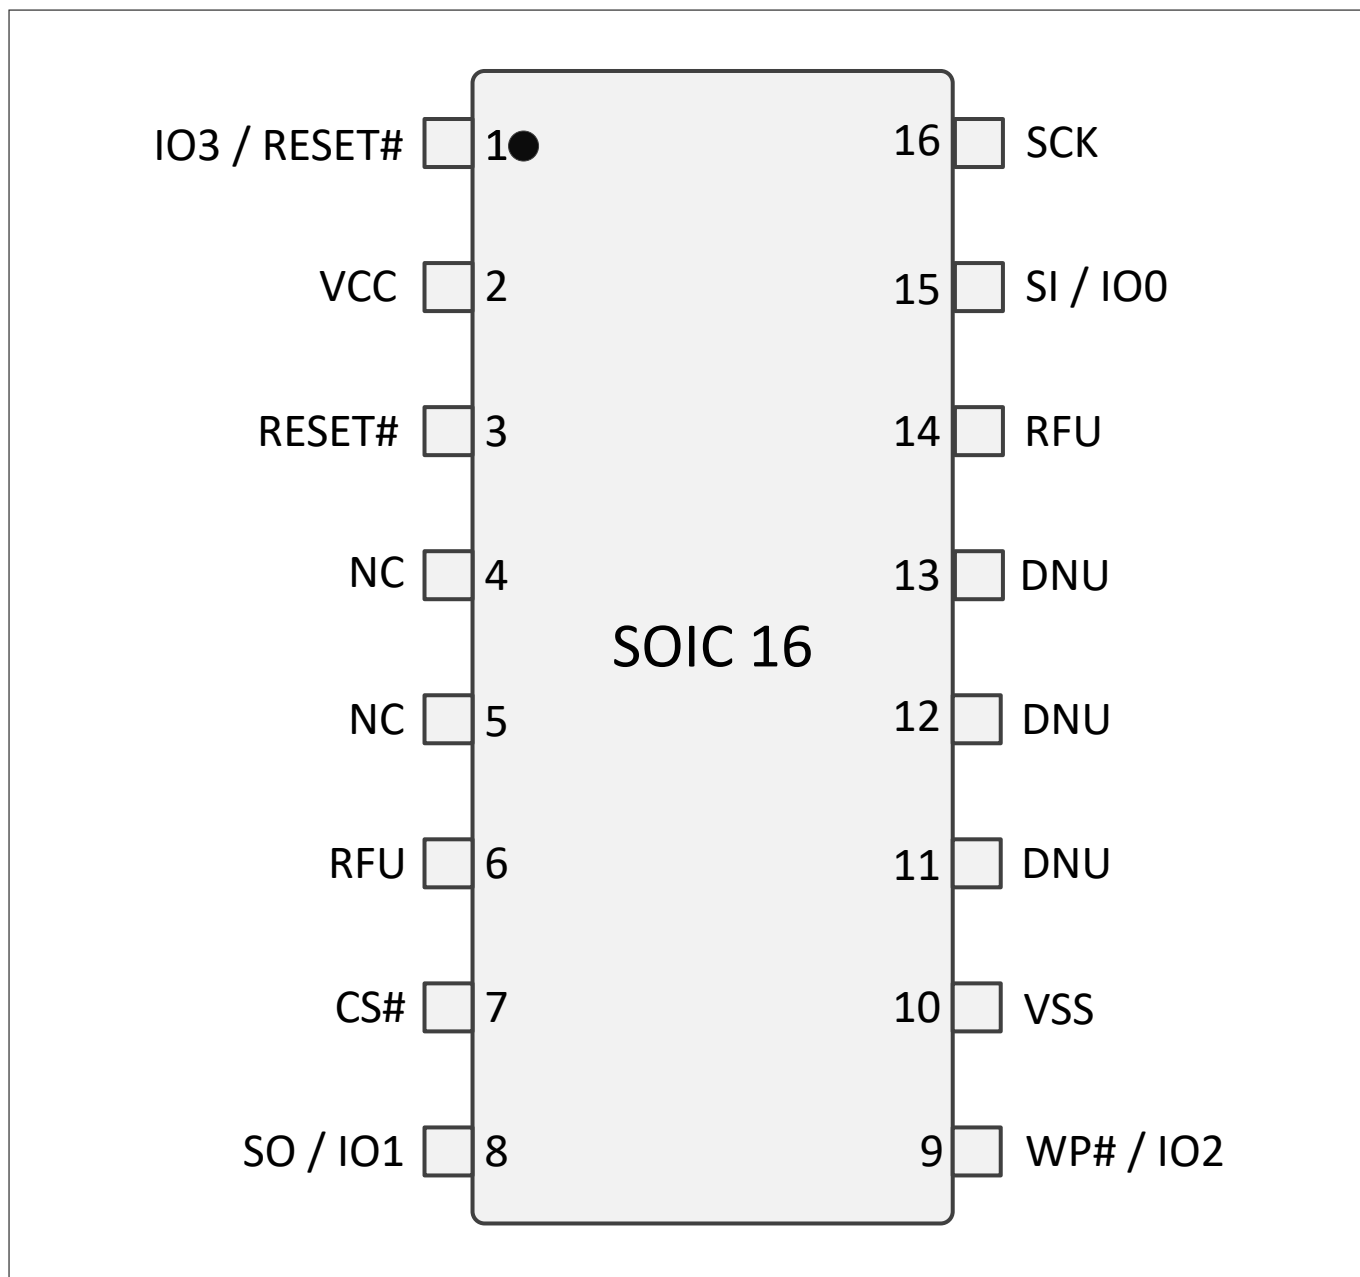 IO3 / RESET# 1 16 SCK
VCC 2 15 SI / IO0
RESET# 3 14 RFU
NC 4 13 DNU
SOIC 16
NC 5 12 DNU
RFU 6 11 DNU
CS# 7 10 VSS
SO / IO1 8 9 WP# / IO2